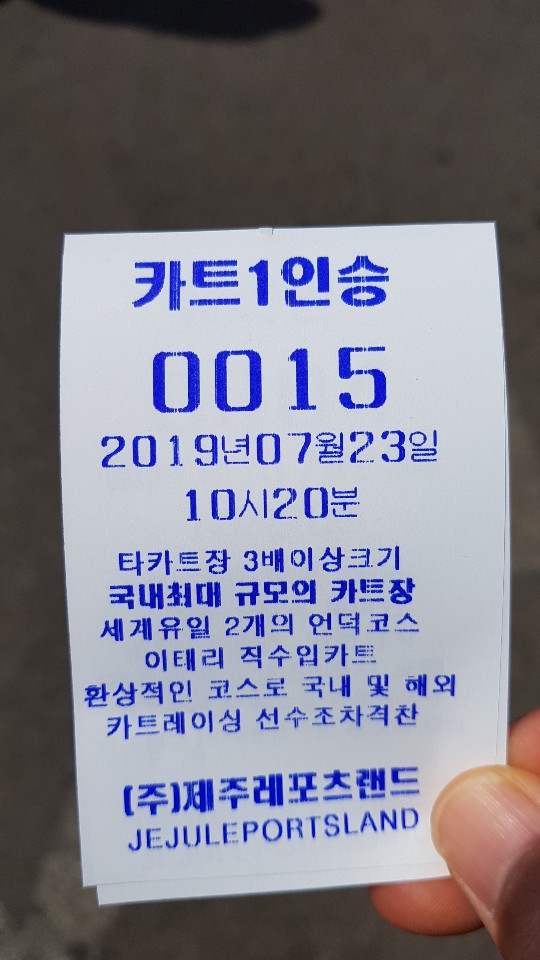 카트1인승
0015
2019년07월23일
10시20분
타카트장 3배이상크기
국내최대 규모의 카트장
세계유일 2개의 언덕코스
이태리 직수입카트
환상적인 코스로 국내 및 해외
카트레이싱 선수조차격찬
(주)제주레포츠랜드
JEJULEPORTSLAND